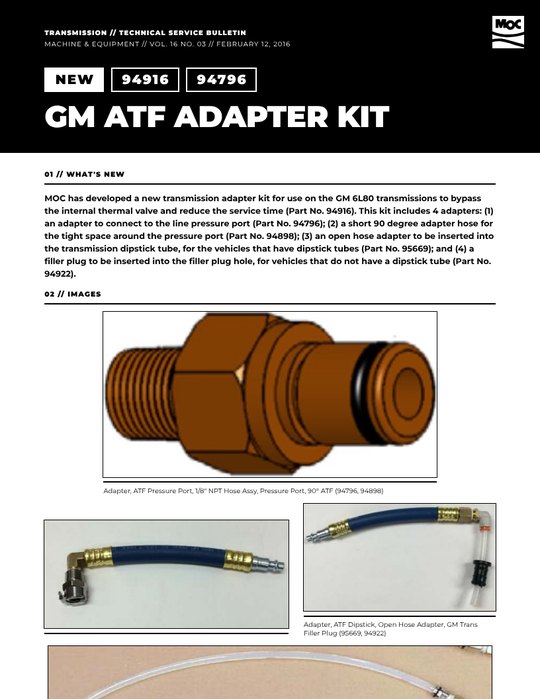 TRANSMISSION // TECHNICAL SERVICE BULLETIN
MACHINE & EQUIPMENT // VOL. 16 NO. 03 // FEBRUARY 12, 2016
MOC
NEW 94916 94796
GM ATF ADAPTER KIT
01 // WHAT'S NEW
MOC has developed a new transmission adapter kit for use on the GM 6L80 transmissions to bypass
the internal thermal valve and reduce the service time (Part No. 94916). This kit includes 4 adapters: (1)
an adapter to connect to the line pressure port (Part No. 94796); (2) a short 90 degree adapter hose for
the tight space around the pressure port (Part No. 94898); (3) an open hose adapter to be inserted into
the transmission dipstick tube, for the vehicles that have dipstick tubes (Part No. 95669); and (4) a
filler plug to be inserted into the filler plug hole, for vehicles that do not have a dipstick tube (Part No.
94922).
02 // IMAGES
Adapter, ATF Pressure Port, 1/8" NPT Hose Assy, Pressure Port, 90° ATF (94796, 94898)
Adapter, ATF Dipstick, Open Hose Adapter, GM Trans
Filler Plug (95669, 94922)